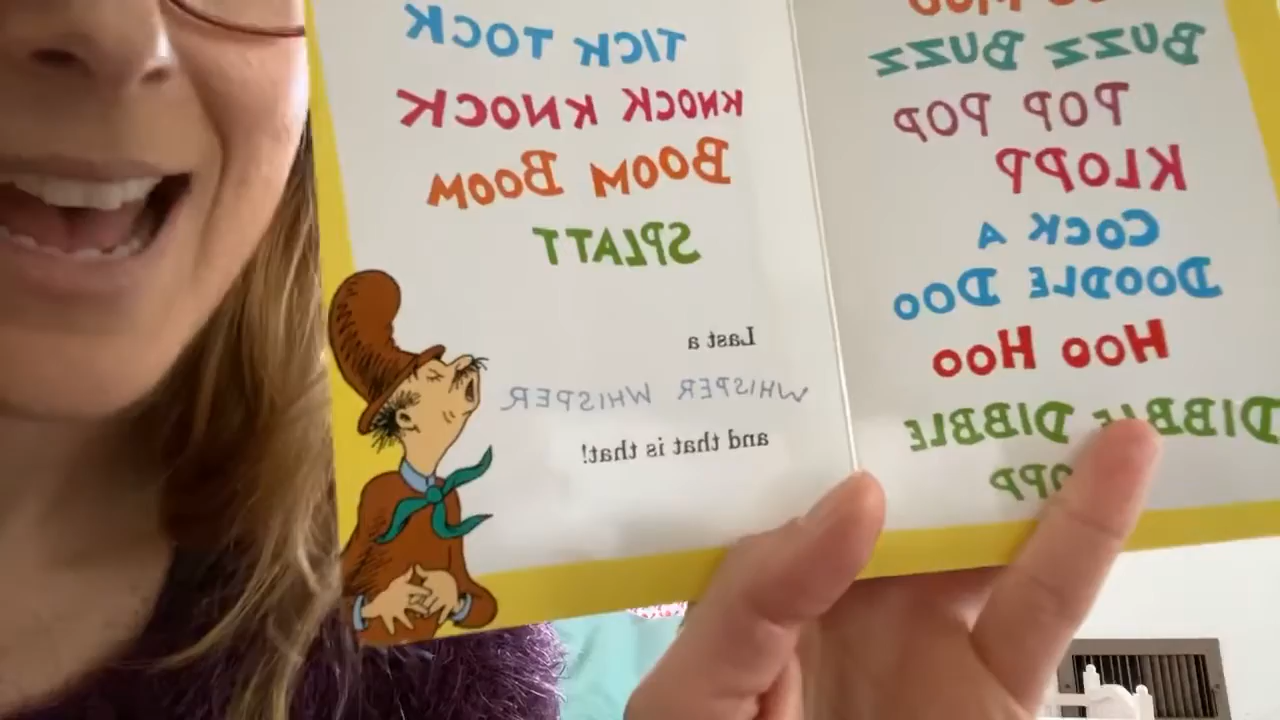 BUZZ BUZZ
POP POP
KLOPP
COCK A
DOODLE DOO
HOO HOO
DIBBLE DIBBLE
TICK TOCK
KNOCK KNOCK
BOOM BOOM
SPLATT
Last a
WHISPER WHISPER
and that is that!